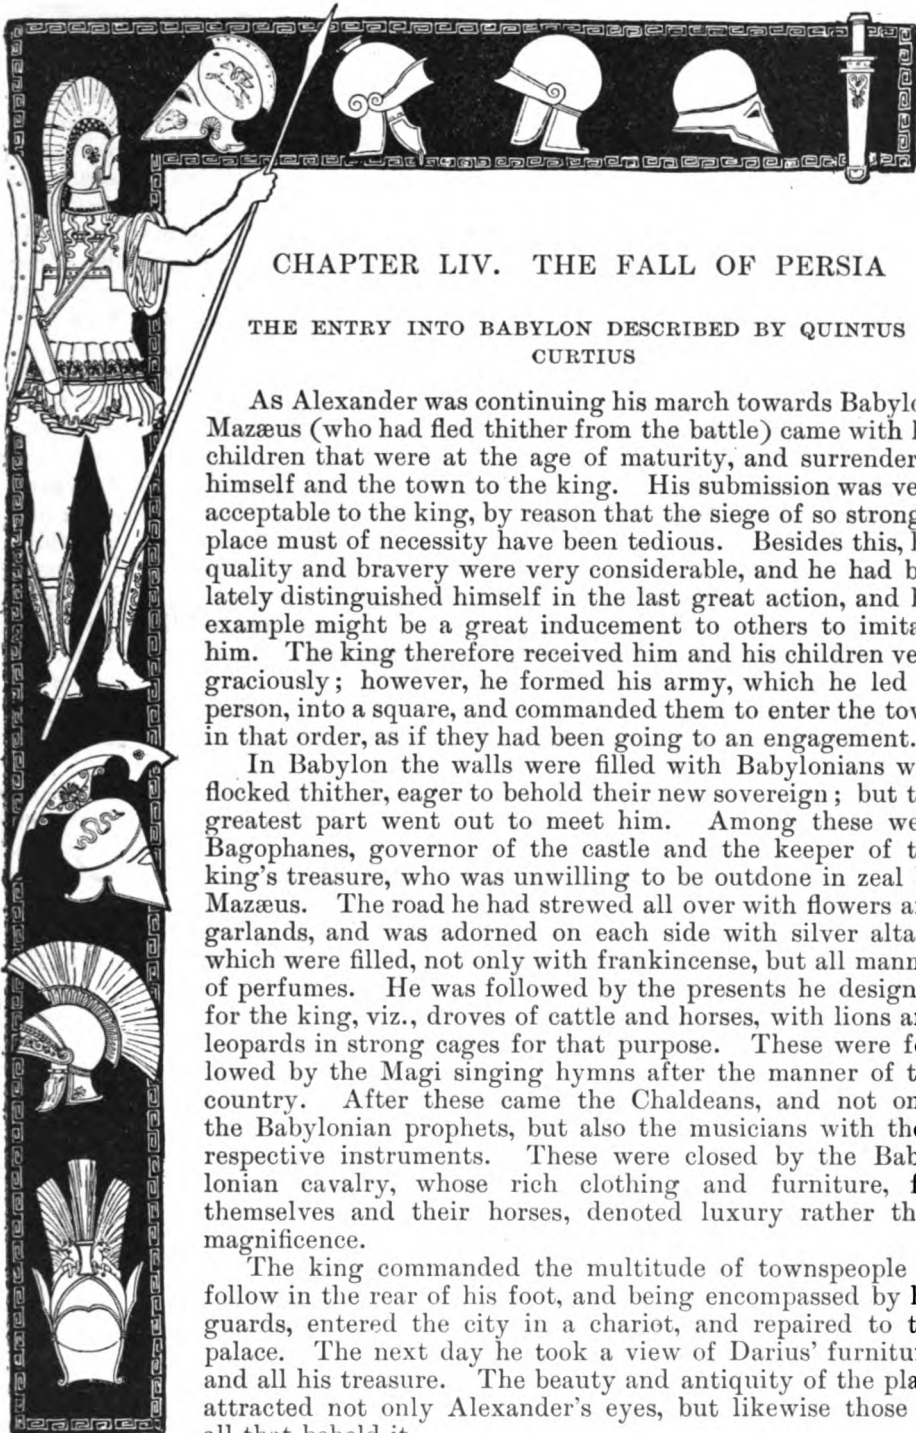 CHAPTER LIV. THE FALL OF PERSIA
THE ENTRY INTO BABYLON DESCRIBED BY QUINTUS
CURTIUS
As Alexander was continuing his march towards Babylo
Mazæus (who had fled thither from the battle) came with
children that were at the age of maturity, and surrender
himself and the town to the king. His submission was ve
acceptable to the king, by reason that the siege of so strong
place must of necessity have been tedious. Besides this,
quality and bravery were very considerable, and he had b
lately distinguished himself in the last great action, and
example might be a great inducement to others to imita
him. The king therefore received him and his children ve
graciously; however, he formed his army, which he led
person, into a square, and commanded them to enter the tow
in that order, as if they had been going to an engagement.
In Babylon the walls were filled with Babylonians w
flocked thither, eager to behold their new sovereign; but t
greatest part went out to meet him. Among these we
Bagophanes, governor of the castle and the keeper of t
king's treasure, who was unwilling to be outdone in zeal
Mazæus. The road he had strewed all over with flowers a
garlands, and was adorned on each side with silver alta
which were filled, not only with frankincense, but all mann
of perfumes. He was followed by the presents he design
for the king, viz., droves of cattle and horses, with lions a
leopards in strong cages for that purpose. These were fo
lowed by the Magi singing hymns after the manner of t
country. After these came the Chaldeans, and not on
the Babylonian prophets, but also the musicians with the
respective instruments. These were closed by the Bab
lonian cavalry, whose rich clothing and furniture,
themselves and their horses, denoted luxury rather th
magnificence.
The king commanded the multitude of townspeople
follow in the rear of his foot, and being encompassed by
guards, entered the city in a chariot, and repaired to t
palace. The next day he took a view of Darius' furnitu
and all his treasure. The beauty and antiquity of the pla
attracted not only Alexander's eyes, but likewise those
all that beheld it